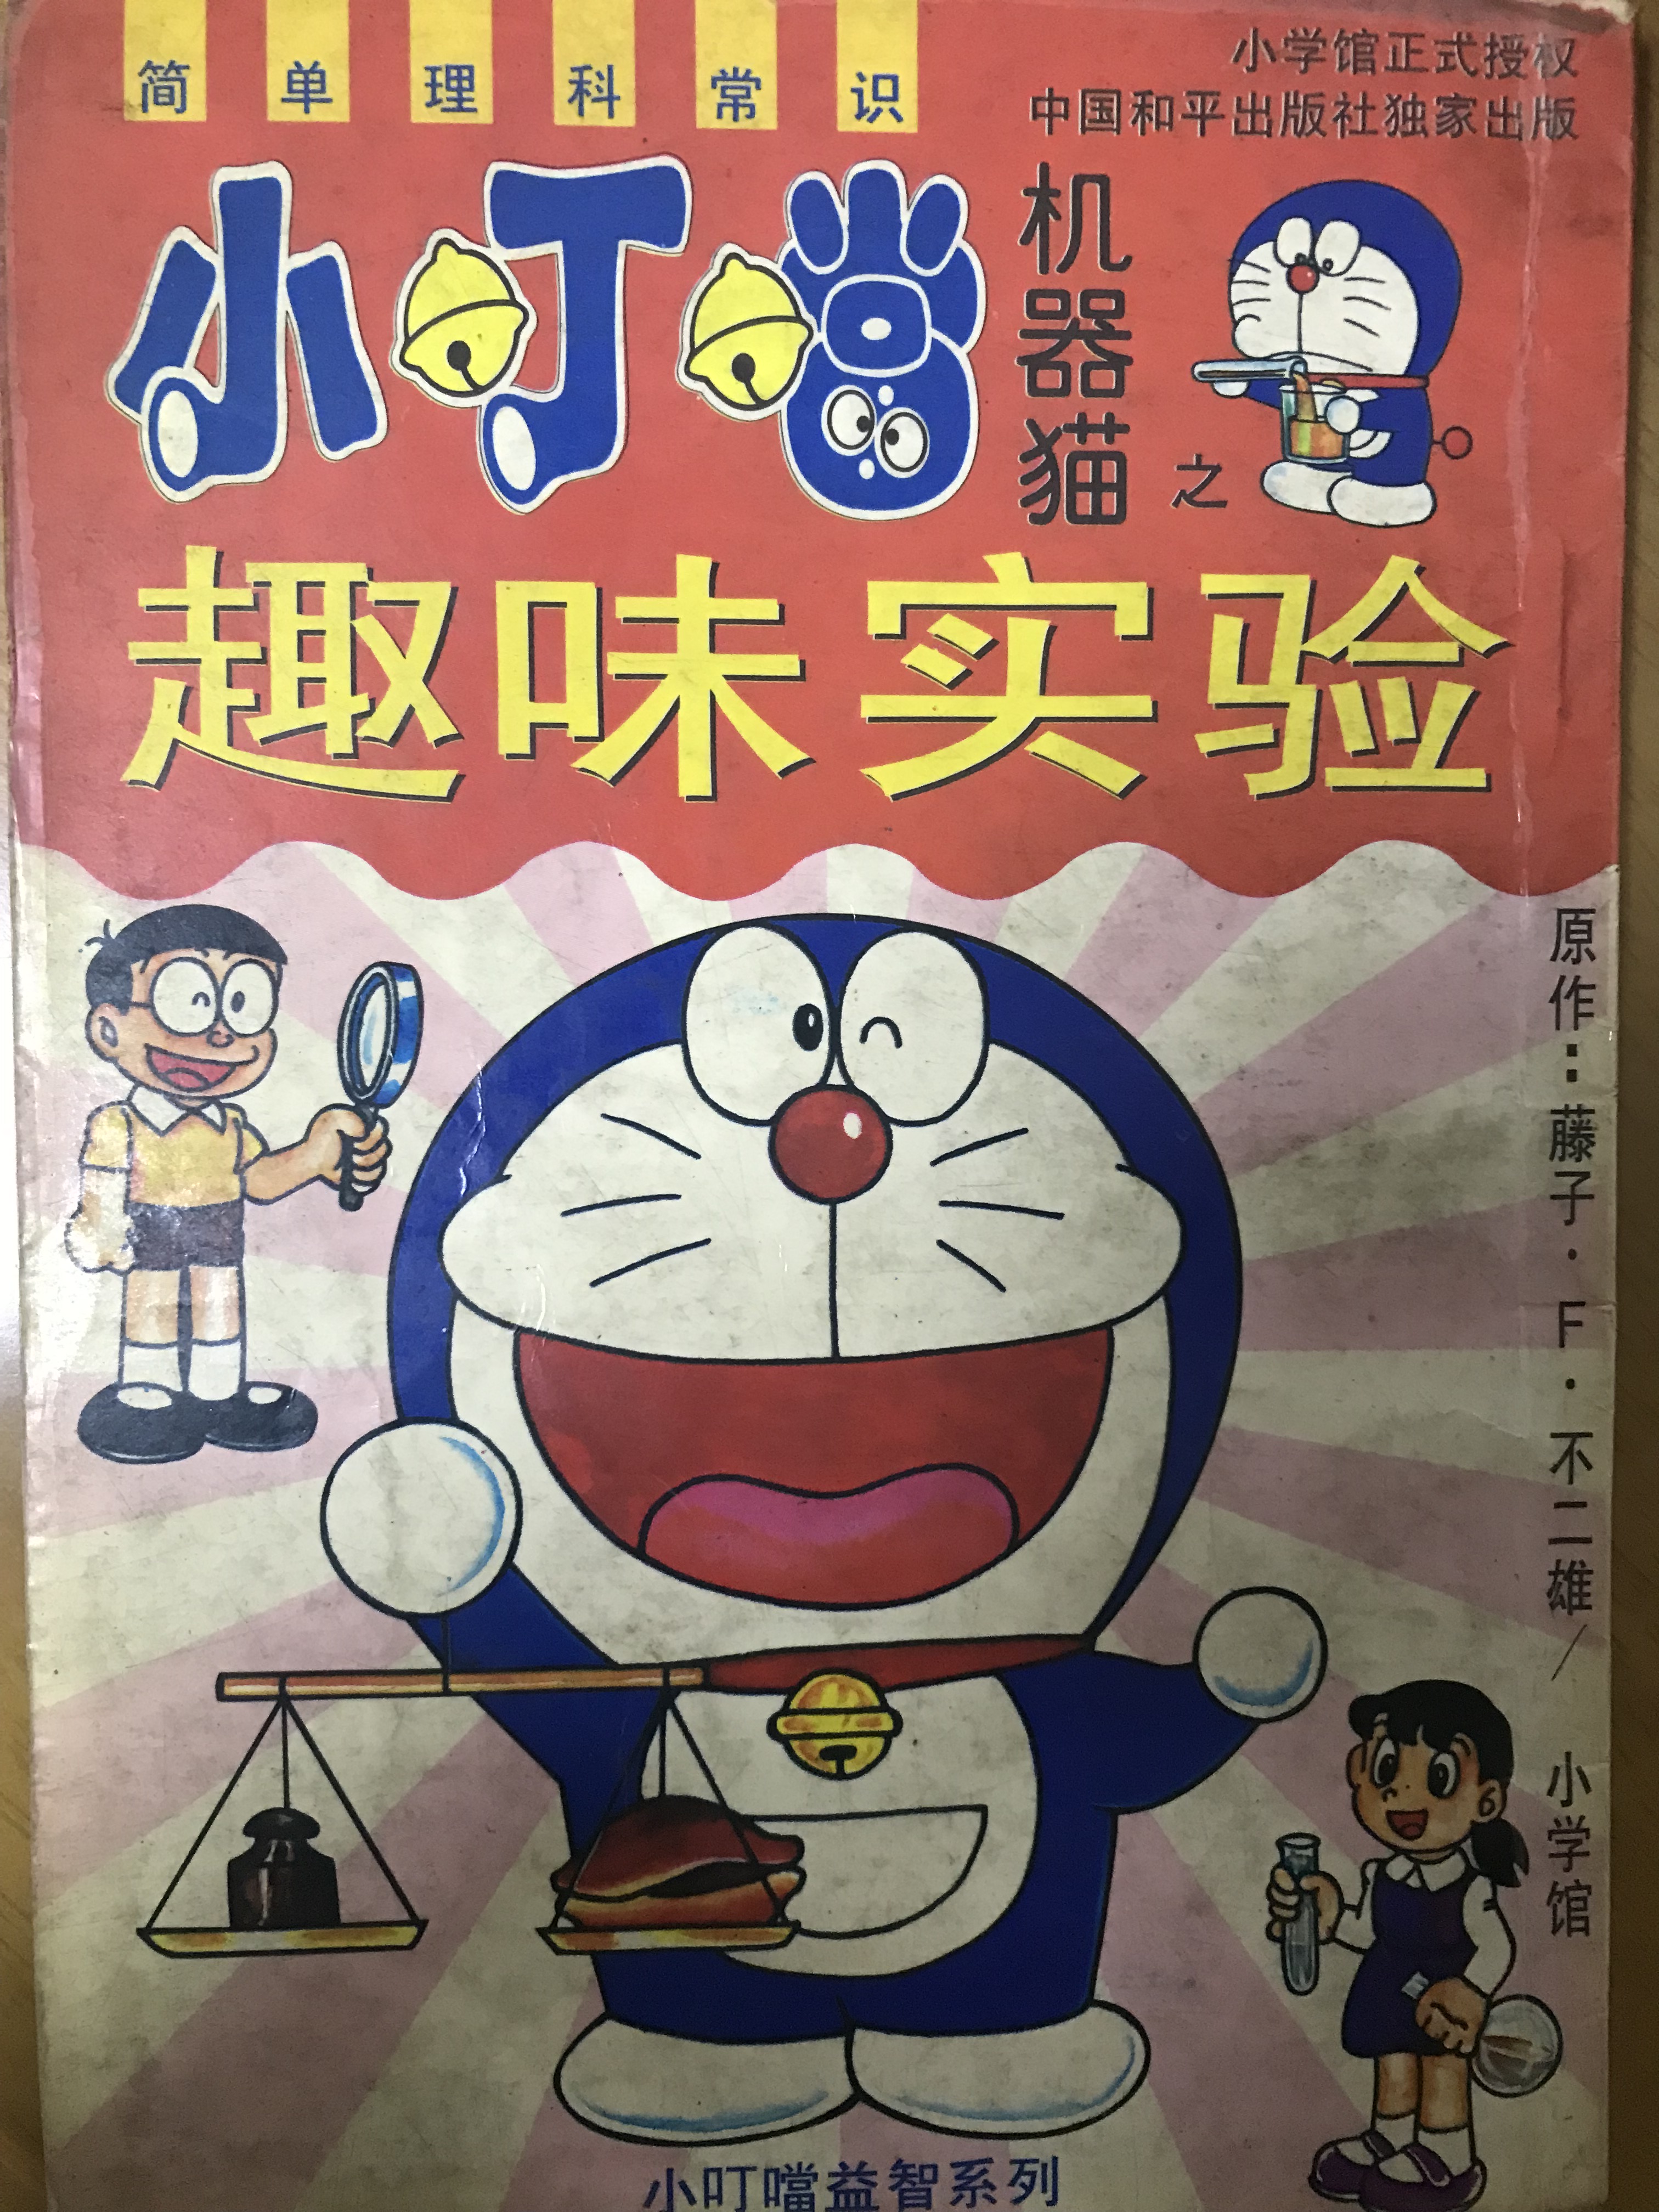 简单理科常识
小学馆正式授权
中国和平出版社独家出版
小叮噹
机器猫
之
趣味实验
原作：藤子·F·不二雄／小学馆
小叮噹益智系列